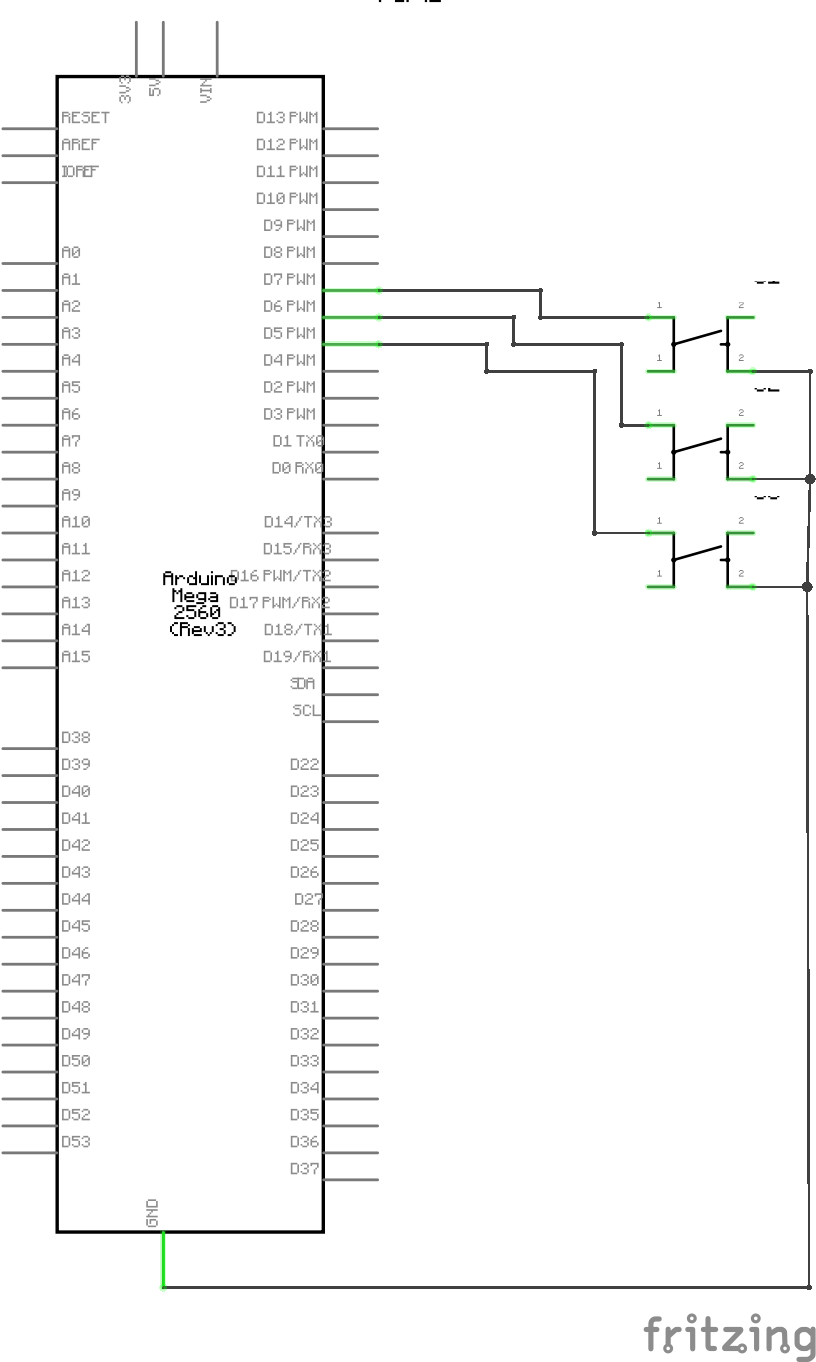 3V3
5V
VIN
RESET
AREF
IOREF
A0
A1
A2
A3
A4
A5
A6
A7
A8
A9
A10
A11
A12
A13
A14
A15
D38
D39
D40
D41
D42
D43
D44
D45
D46
D47
D48
D49
D50
D51
D52
D53
Arduino
Mega
2560
(Rev3)
D13 PWM
D12 PWM
D11 PWM
D10 PWM
D9 PWM
D8 PWM
D7 PWM
D6 PWM
D5 PWM
D4 PWM
D2 PWM
D3 PWM
D1 TX0
D0 RX0
D14/TX3
D15/RX3
D16 PWM/TX2
D17 PWM/RX2
D18/TX1
D19/RX1
SDA
SCL
D22
D23
D24
D25
D26
D27
D28
D29
D30
D31
D32
D33
D34
D35
D36
D37
GND
1 2
1 2
1 2
1 2
1 2
1 2
fritzing